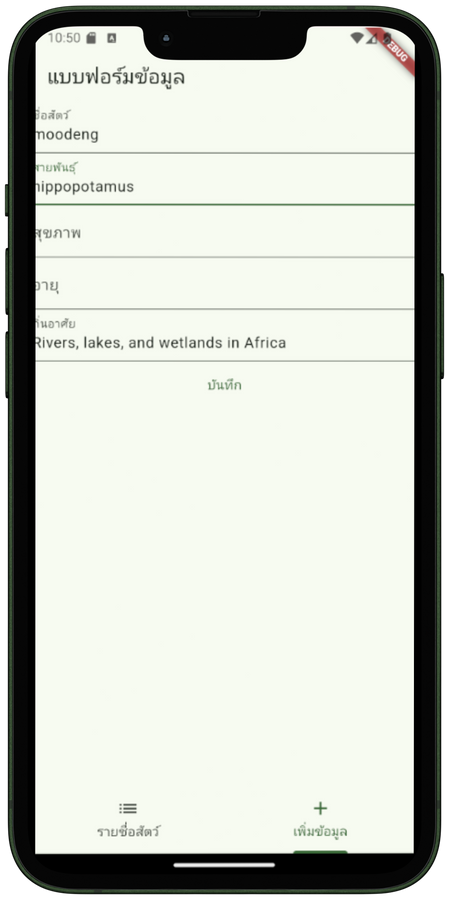 10:50
DEBUG
แบบฟอร์มข้อมูล
ชื่อสัตว์
moodeng
สายพันธุ์
hippopotamus
สุขภาพ
อายุ
ถิ่นอาศัย
Rivers, lakes, and wetlands in Africa
บันทึก
รายชื่อสัตว์ เพิ่มข้อมูล